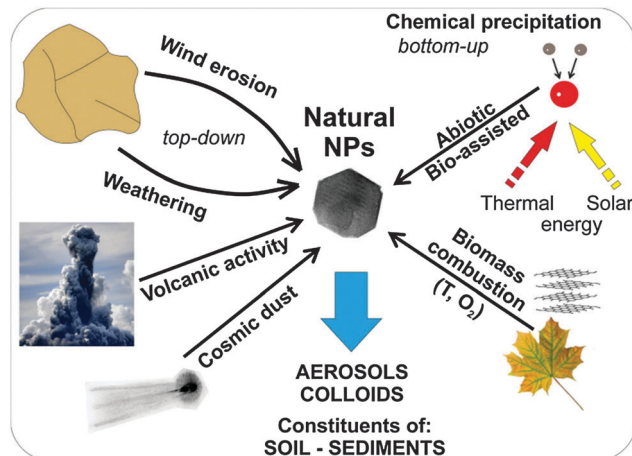 Chemical precipitation
bottom-up
Wind erosion
top-down
Weathering
Natural
NPs
Abiotic
Bio-assisted
Thermal
Solar
energy
Volcanic activity
Cosmic dust
Biomass
combustion
(T, O₂)
AEROSOLS
COLLOIDS
Constituents of:
SOIL - SEDIMENTS